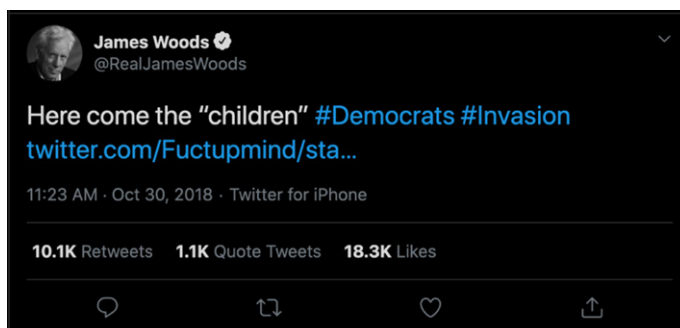 James Woods
@RealJamesWoods
Here come the “children” #Democrats #Invasion
twitter.com/Fuctupmind/sta...
11:23 AM · Oct 30, 2018 · Twitter for iPhone
10.1K Retweets 1.1K Quote Tweets 18.3K Likes